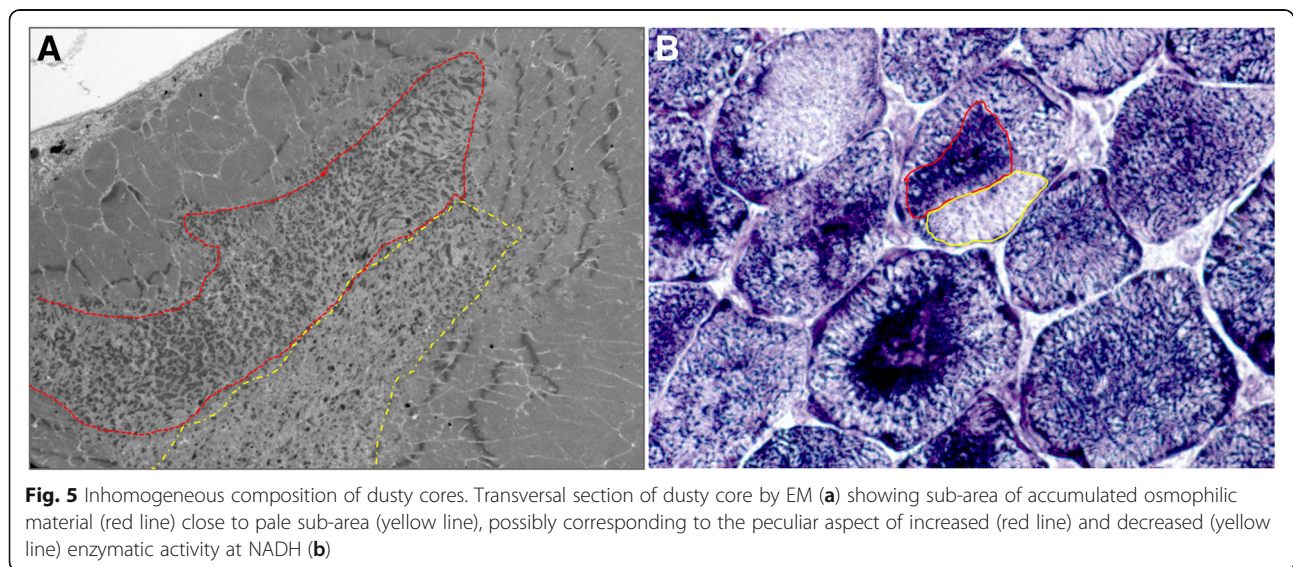 A
B
Fig. 5 Inhomogeneous composition of dusty cores. Transversal section of dusty core by EM (a) showing sub-area of accumulated osmophilic
material (red line) close to pale sub-area (yellow line), possibly corresponding to the peculiar aspect of increased (red line) and decreased (yellow
line) enzymatic activity at NADH (b)